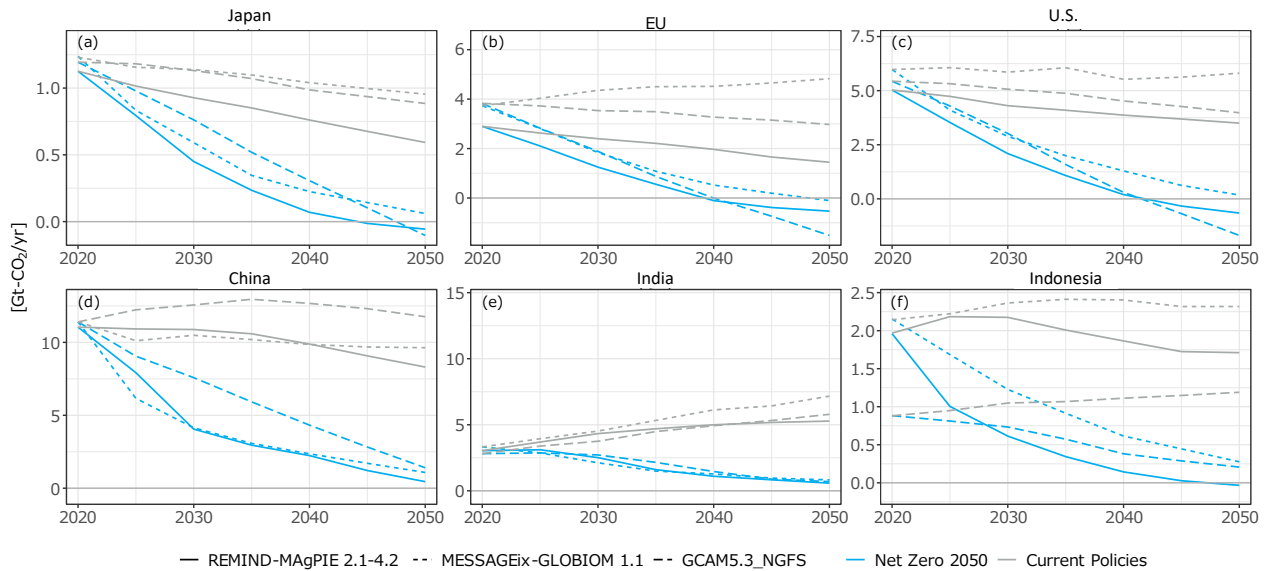 Japan
EU
U.S.
(a)
(b)
(c)
1.0
0.5
0.0
6
4
2
0
7.5
5.0
2.5
0.0
2020 2030 2040 2050
2020 2030 2040 2050
2020 2030 2040 2050
[Gt-CO₂/yr]
China
India
Indonesia
(d)
(e)
(f)
10
5
0
15
10
5
0
2.5
2.0
1.5
1.0
0.5
0.0
2020 2030 2040 2050
2020 2030 2040 2050
2020 2030 2040 2050
REMIND-MAgPIE 2.1-4.2 MESSAGEix-GLOBIOM 1.1 GCAM5.3_NGFS Net Zero 2050 Current Policies